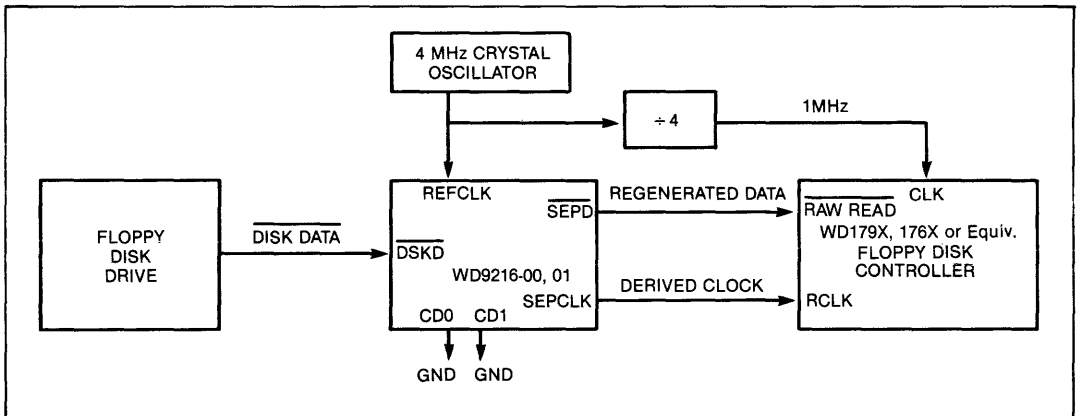 4 MHz CRYSTAL
OSCILLATOR
÷ 4
1MHz
FLOPPY
DISK
DRIVE
DISK DATA
REFCLK
SEPD
DSKD
WD9216-00, 01
SEPCLK
CD0 CD1
GND GND
REGENERATED DATA
DERIVED CLOCK
CLK
RAW READ
WD179X, 176X or Equiv.
FLOPPY DISK
CONTROLLER
RCLK